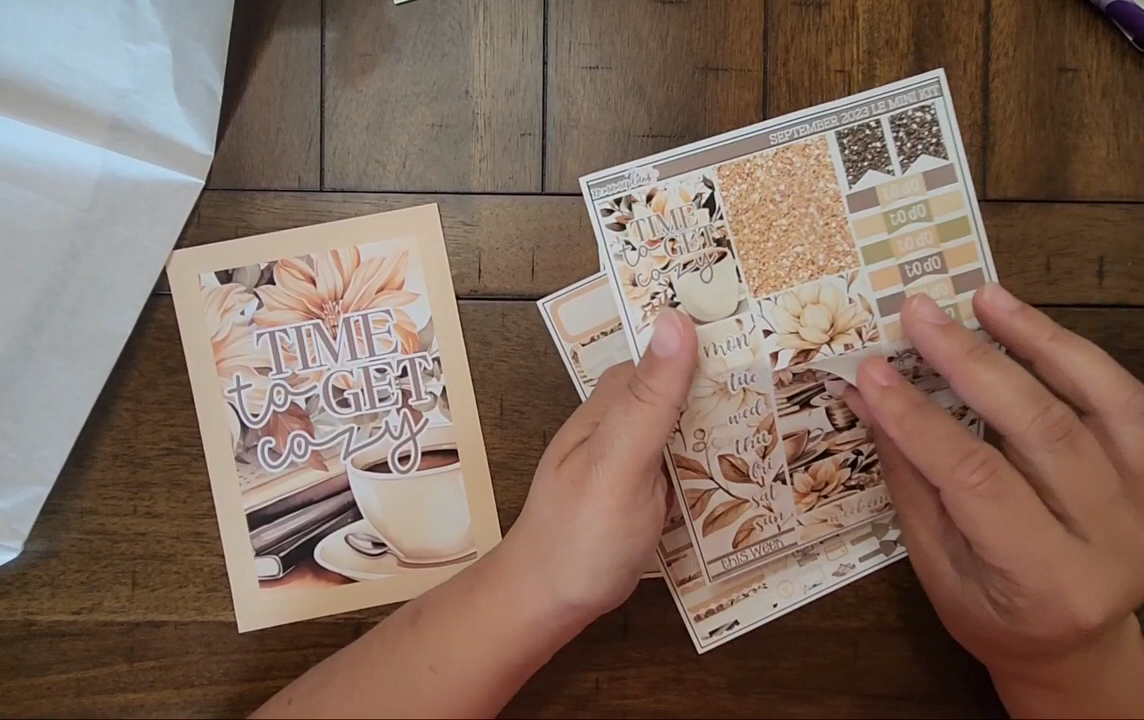 TIME
to GET
cozy
SEPTEMBER 2023 LE MINI KIT
TIME
to GET
cozy
mon
tue
wed
thu
fri
sat
sun
this week
to do
to do
to do
to do